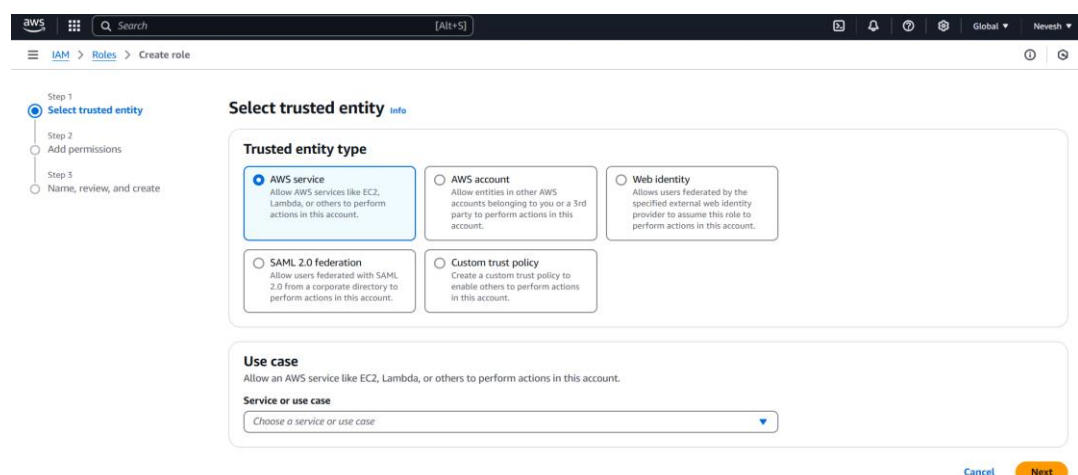 aws
Search [Alt+S]
Global
Nevesh
IAM > Roles > Create role
Step 1
Select trusted entity
Step 2
Add permissions
Step 3
Name, review, and create
Select trusted entity Info
Trusted entity type
AWS service
Allow AWS services like EC2,
Lambda, or others to perform
actions in this account.
AWS account
Allow entities in other AWS
accounts belonging to you or a 3rd
party to perform actions in this
account.
Web identity
Allows users federated by the
specified external web identity
provider to assume this role to
perform actions in this account.
SAML 2.0 federation
Allow users federated with SAML
2.0 from a corporate directory to
perform actions in this account.
Custom trust policy
Create a custom trust policy to
enable others to perform actions
in this account.
Use case
Allow an AWS service like EC2, Lambda, or others to perform actions in this account.
Service or use case
Choose a service or use case
Cancel
Next